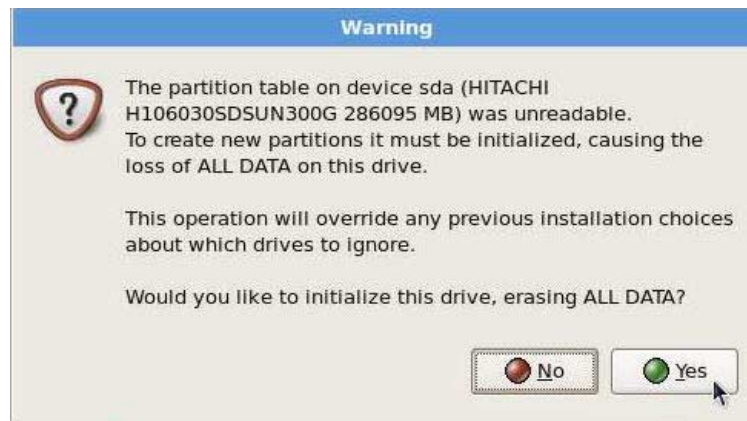 Warning
The partition table on device sda (HITACHI
H106030SDSUN300G 286095 MB) was unreadable.
To create new partitions it must be initialized, causing the
loss of ALL DATA on this drive.
This operation will override any previous installation choices
about which drives to ignore.
Would you like to initialize this drive, erasing ALL DATA?
No
Yes